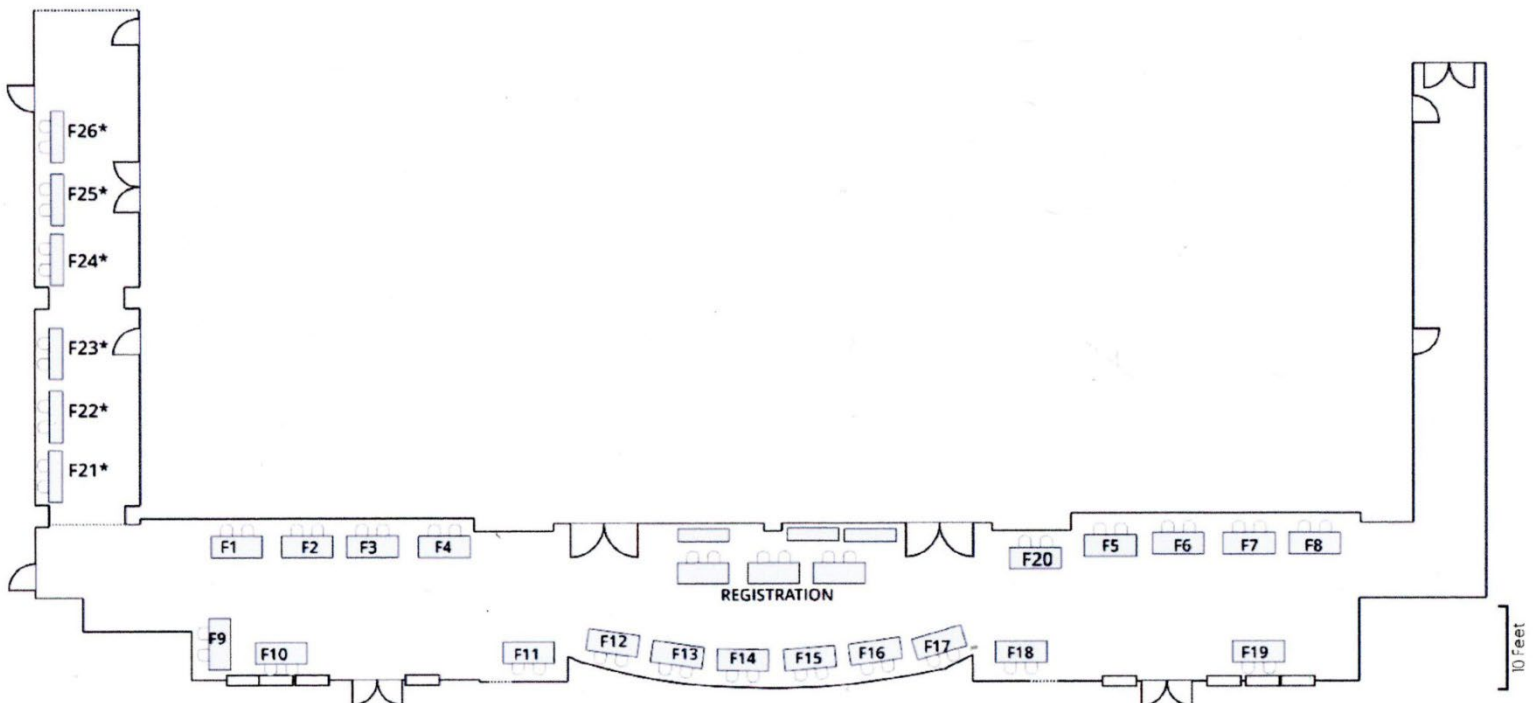 F26*
F25*
F24*
F23*
F22*
F21*
F1 F2 F3 F4 F20 F5 F6 F7 F8
REGISTRATION
F9 F10 F11 F12 F13 F14 F15 F16 F17 F18 F19
10 Feet